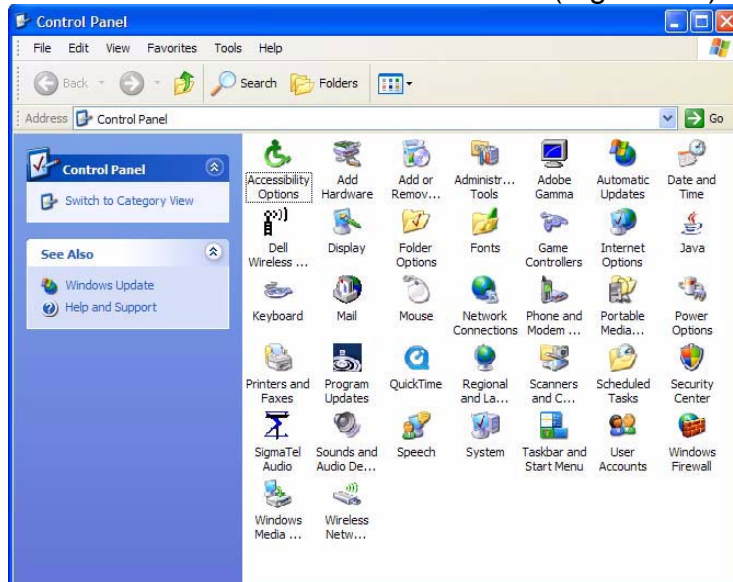 Control Panel
File Edit View Favorites Tools Help
Back Search Folders
Address Control Panel Go
Control Panel
Switch to Category View
See Also
Windows Update
Help and Support
Accessibility Options
Add Hardware
Add or Remov...
Administr... Tools
Adobe Gamma
Automatic Updates
Date and Time
Dell Wireless ...
Display
Folder Options
Fonts
Game Controllers
Internet Options
Java
Keyboard
Mail
Mouse
Network Connections
Phone and Modem ...
Portable Media...
Power Options
Printers and Faxes
Program Updates
QuickTime
Regional and La...
Scanners and C...
Scheduled Tasks
Security Center
SigmaTel Audio
Sounds and Audio De...
Speech
System
Taskbar and Start Menu
User Accounts
Windows Firewall
Windows Media ...
Wireless Netw...